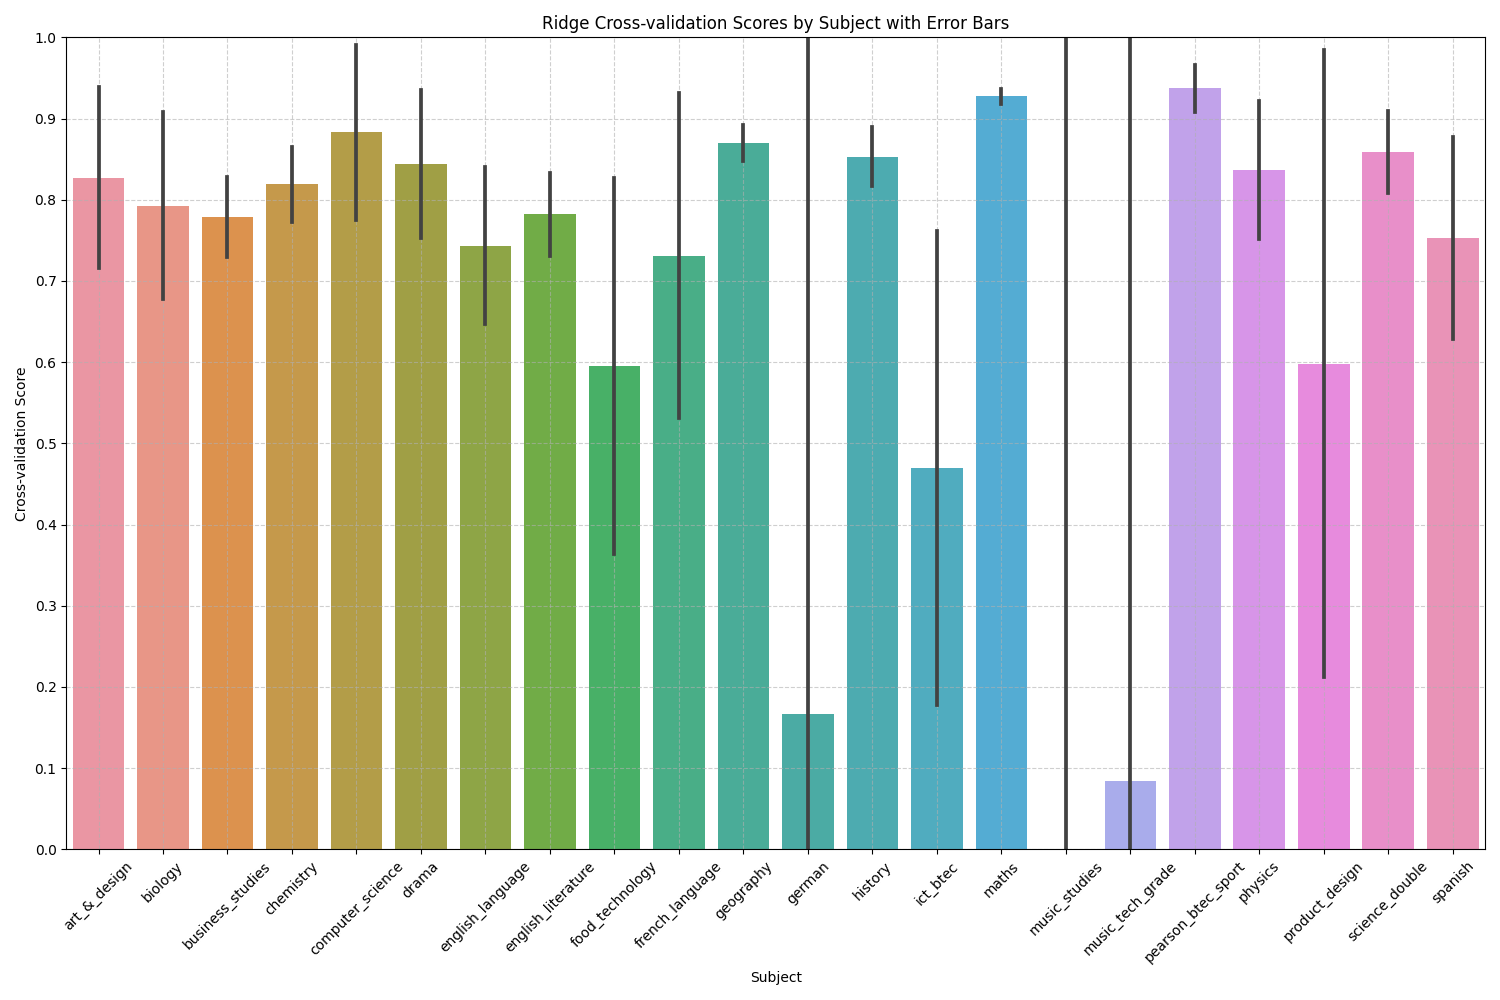 Ridge Cross-validation Scores by Subject with Error Bars
Cross-validation Score
1.0
0.9
0.8
0.7
0.6
0.5
0.4
0.3
0.2
0.1
0.0
art_&_design
biology
business_studies
chemistry
computer_science
drama
english_language
english_literature
food_technology
french_language
geography
german
history
ict_btec
maths
music_studies
music_tech_grade
pearson_btec_sport
physics
product_design
science_double
spanish
Subject